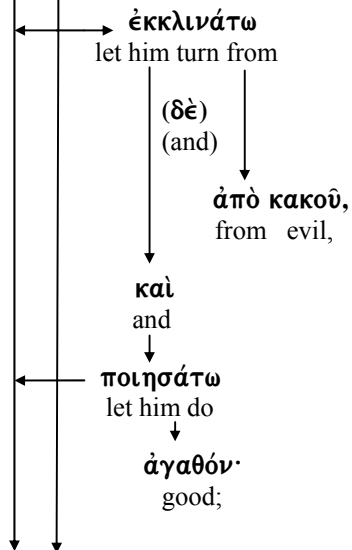 ἐκκλινάτω
let him turn from
(δὲ)
(and)
ἀπὸ κακοῦ,
from evil,
καὶ
and
ποιησάτω
let him do
ἀγαθόν·
good;